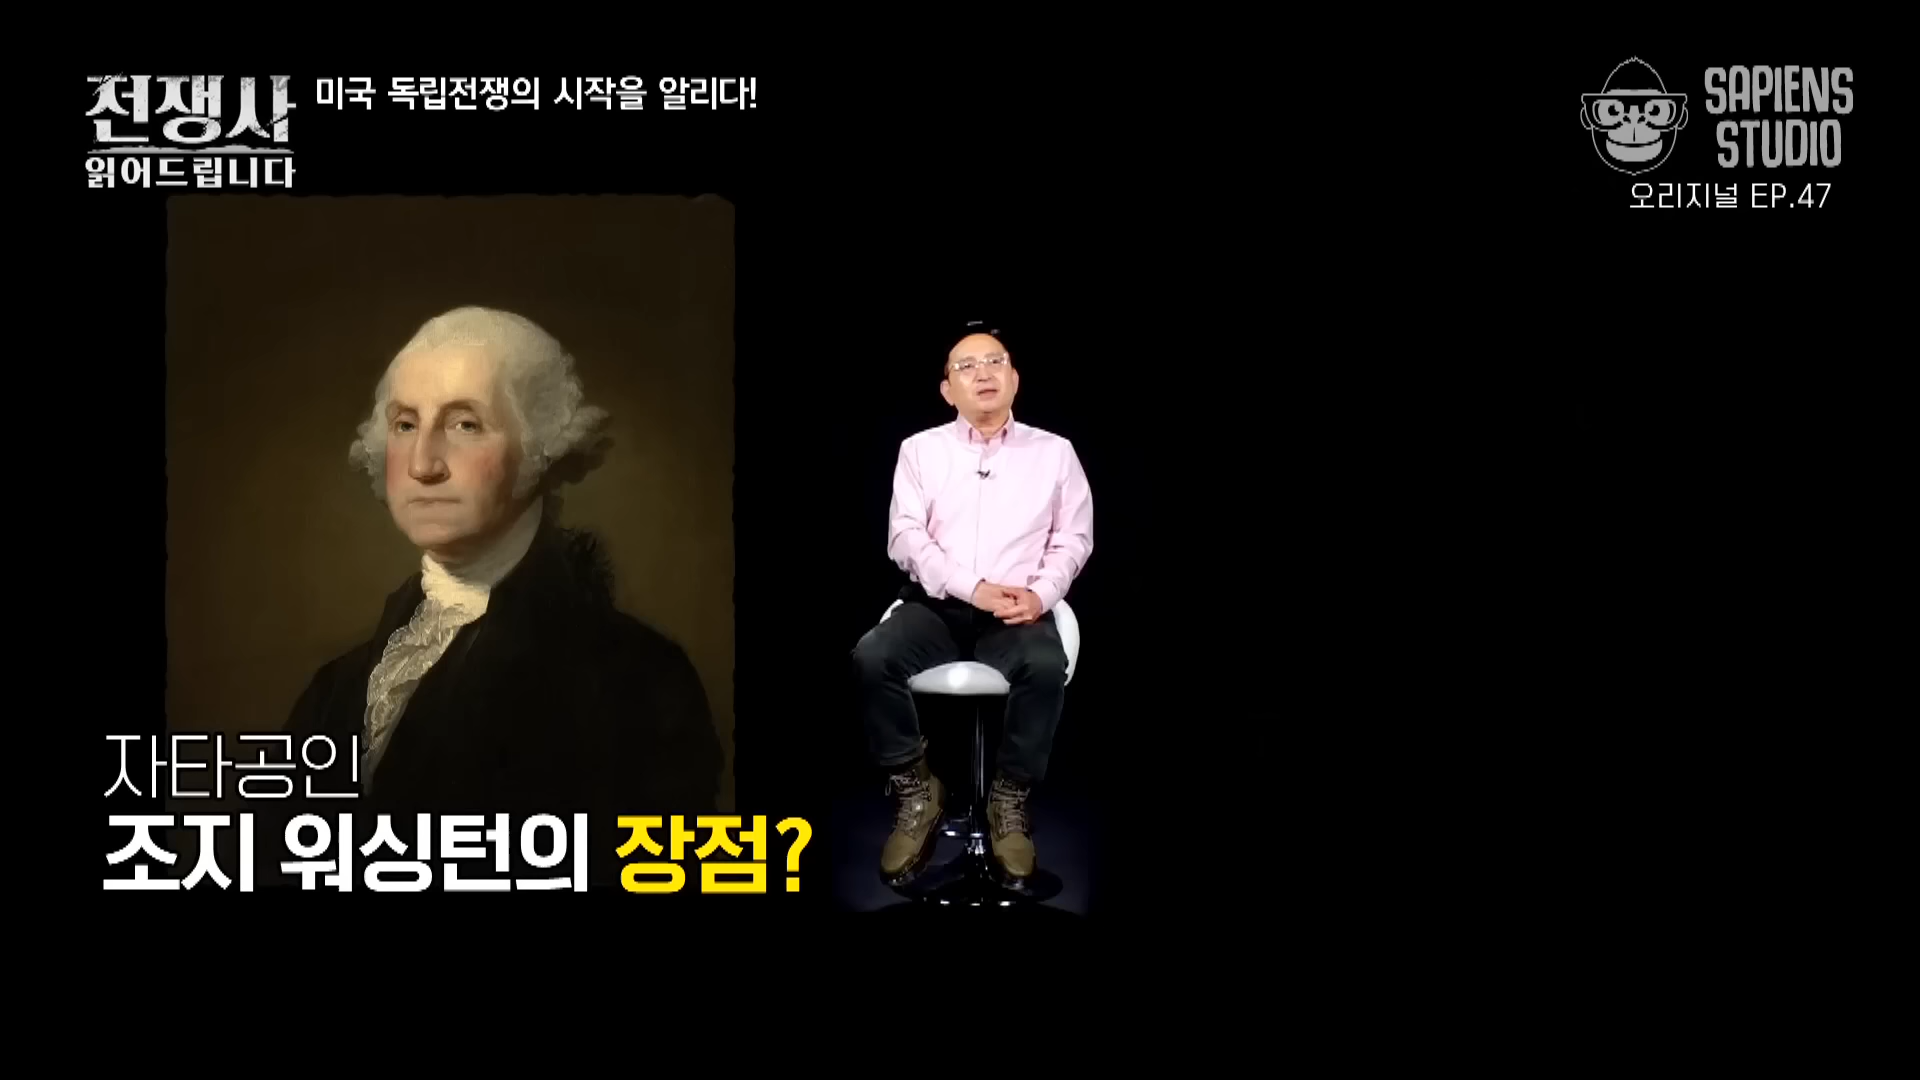 전쟁사
읽어드립니다
미국 독립전쟁의 시작을 알리다!
SAPIENS
STUDIO
오리지널 EP.47
자타공인
조지 워싱턴의 장점?